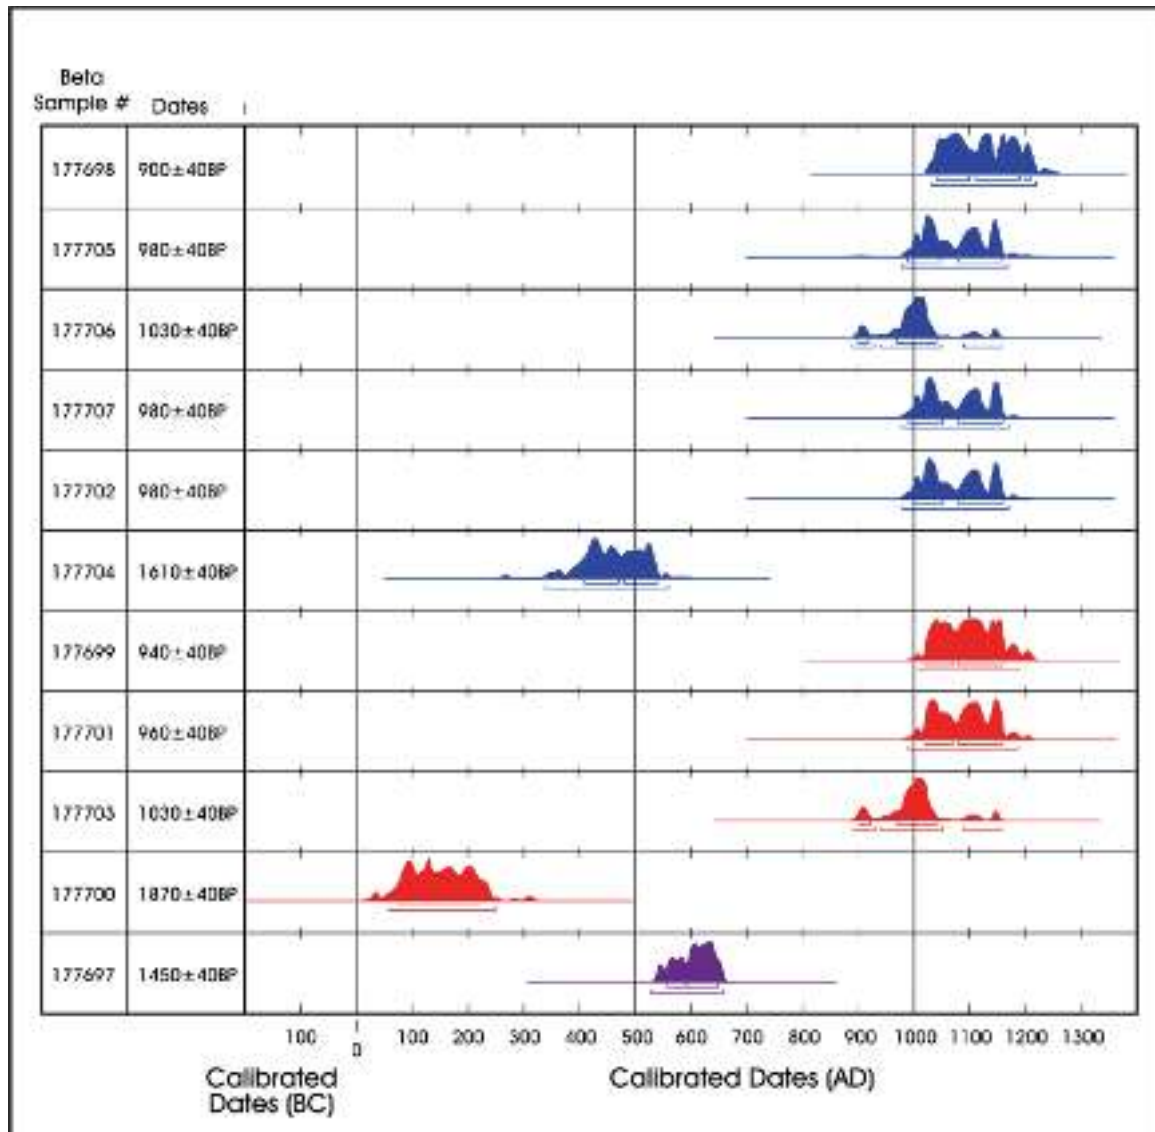 Beta
Sample # Dates
177698 900±40BP
177705 980±40BP
177706 1030±40BP
177707 980±40BP
177702 980±40BP
177704 1610±40BP
177699 940±40BP
177701 960±40BP
177703 1030±40BP
177700 1870±40BP
177697 1450±40BP
100 0 100 200 300 400 500 600 700 800 900 1000 1100 1200 1300
Calibrated Dates (BC)
Calibrated Dates (AD)